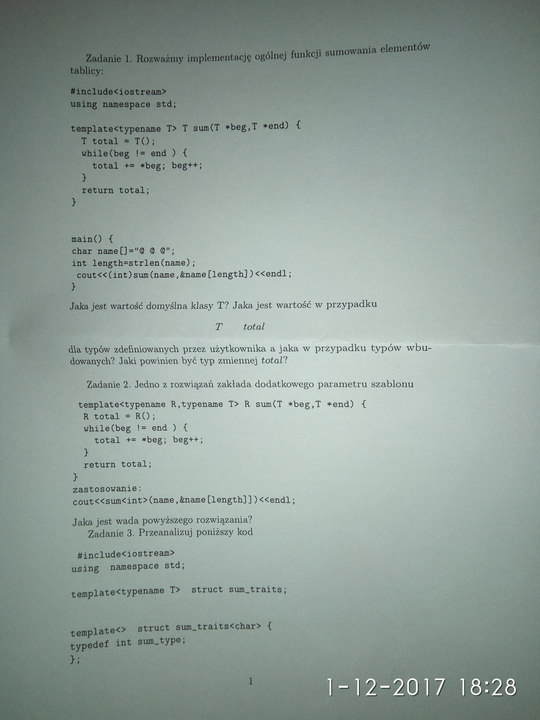 Zadanie 1. Rozważmy implementację ogólnej funkcji sumowania elementów
tablicy:
#include<iostream>
using namespace std;
template<typename T> T sum(T *beg,T *end) {
T total = T();
while(beg != end ) {
total += *beg; beg++;
}
return total;
}
main() {
char name[]="@ @ @";
int length=strlen(name);
cout<<(int)sum(name,&name[length])<<endl;
}
Jaka jest wartość domyślna klasy T? Jaka jest wartość w przypadku
T total
dla typów zdefiniowanych przez użytkownika a jaka w przypadku typów wbu-
dowanych? Jaki powinien być typ zmiennej total?
Zadanie 2. Jedno z rozwiązań zakłada dodatkowego parametru szablonu
template<typename R,typename T> R sum(T *beg,T *end) {
R total = R();
while(beg != end ) {
total += *beg; beg++;
}
return total;
}
zastosowanie:
cout<<sum<int>(name,&name[length]])<<endl;
Jaka jest wada powyższego rozwiązania?
Zadanie 3. Przeanalizuj poniższy kod
#include<iostream>
using namespace std;
template<typename T> struct sum_traits;
template<> struct sum_traits<char> {
typedef int sum_type;
};
1
1-12-2017 18:28